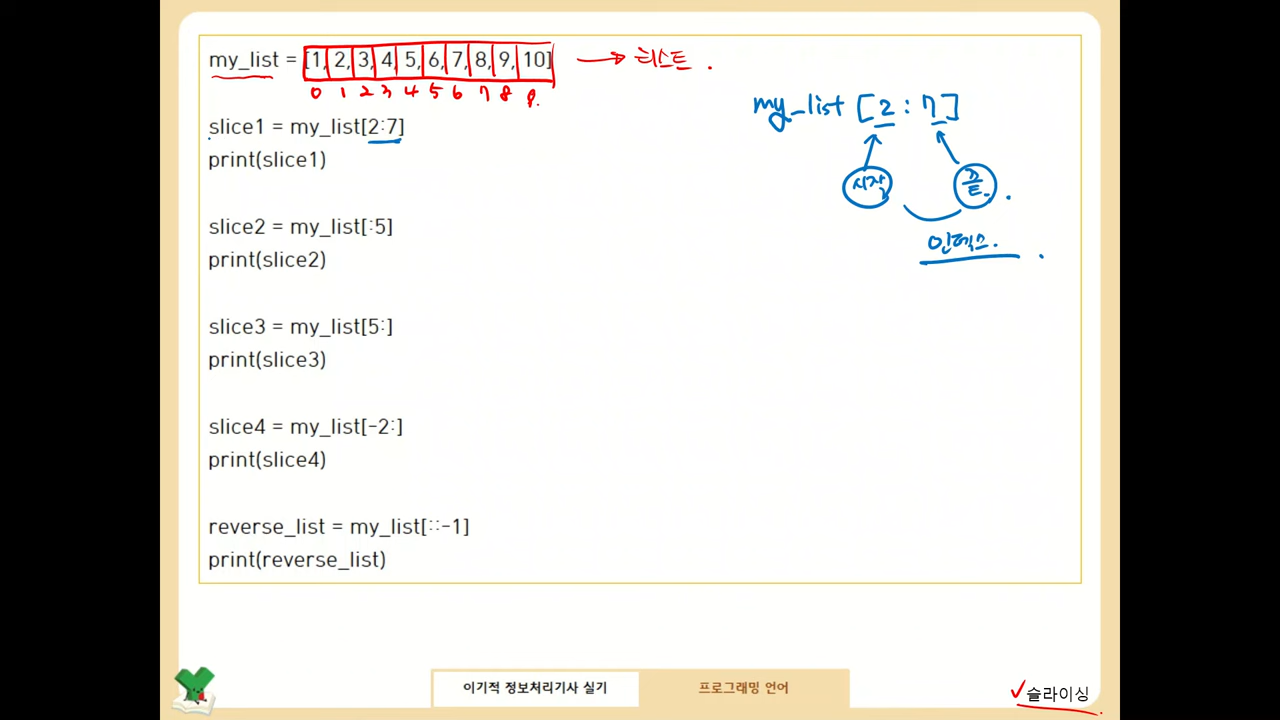 my_list = [1, 2, 3, 4, 5, 6, 7, 8, 9, 10] → 리스트.
0 1 2 3 4 5 6 7 8 9.
my_list [2:7]
slice1 = my_list[2:7]
print(slice1)
시작 끝.
slice2 = my_list[:5]
인덱스.
print(slice2)
slice3 = my_list[5:]
print(slice3)
slice4 = my_list[-2:]
print(slice4)
reverse_list = my_list[::-1]
print(reverse_list)
이기적 정보처리기사 실기 프로그래밍 언어 ✓슬라이싱